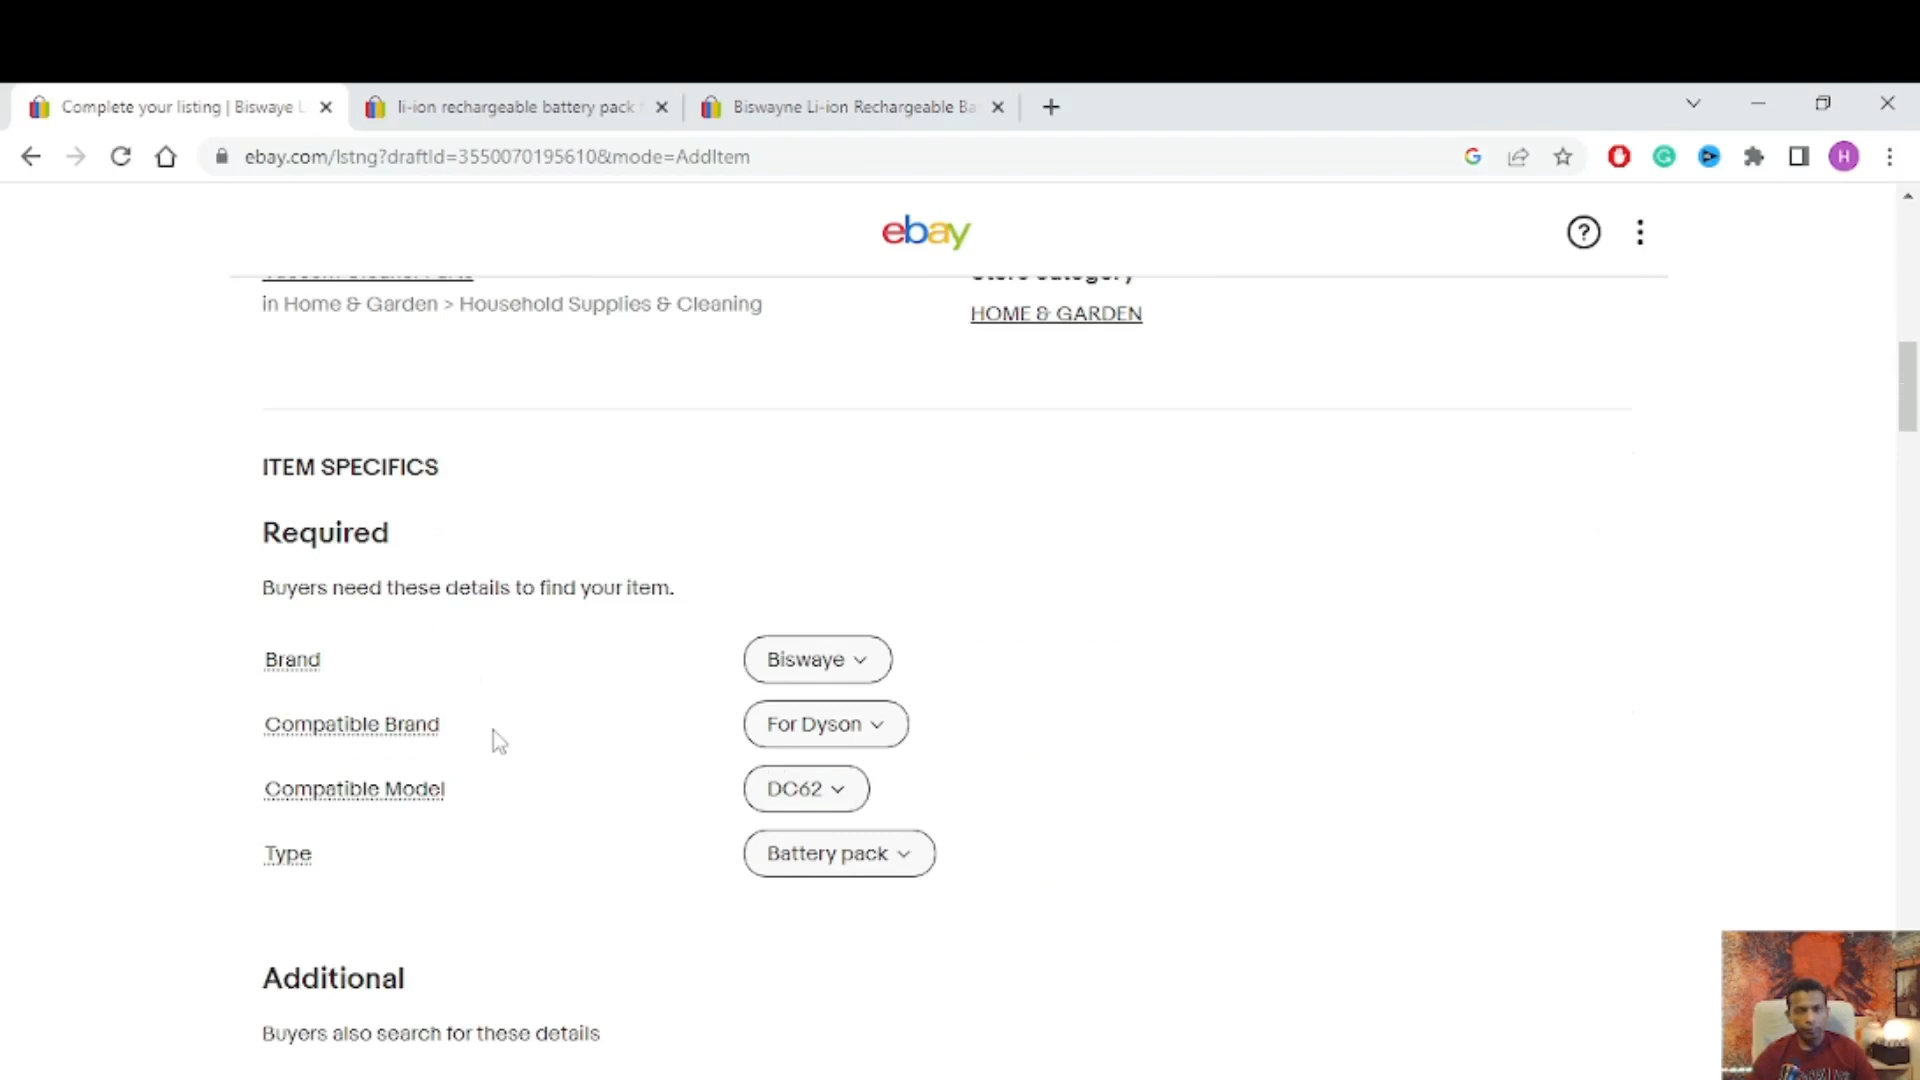 Complete your listing | Biswaye L
li-ion rechargeable battery pack
Biswayne Li-ion Rechargeable Ba
ebay.com/lstng?draftId=3550070195610&mode=AddItem
H
ebay
in Home & Garden > Household Supplies & Cleaning
Store category
HOME & GARDEN
ITEM SPECIFICS
Required
Buyers need these details to find your item.
Brand
Biswaye
Compatible Brand
For Dyson
Compatible Model
DC62
Type
Battery pack
Additional
Buyers also search for these details